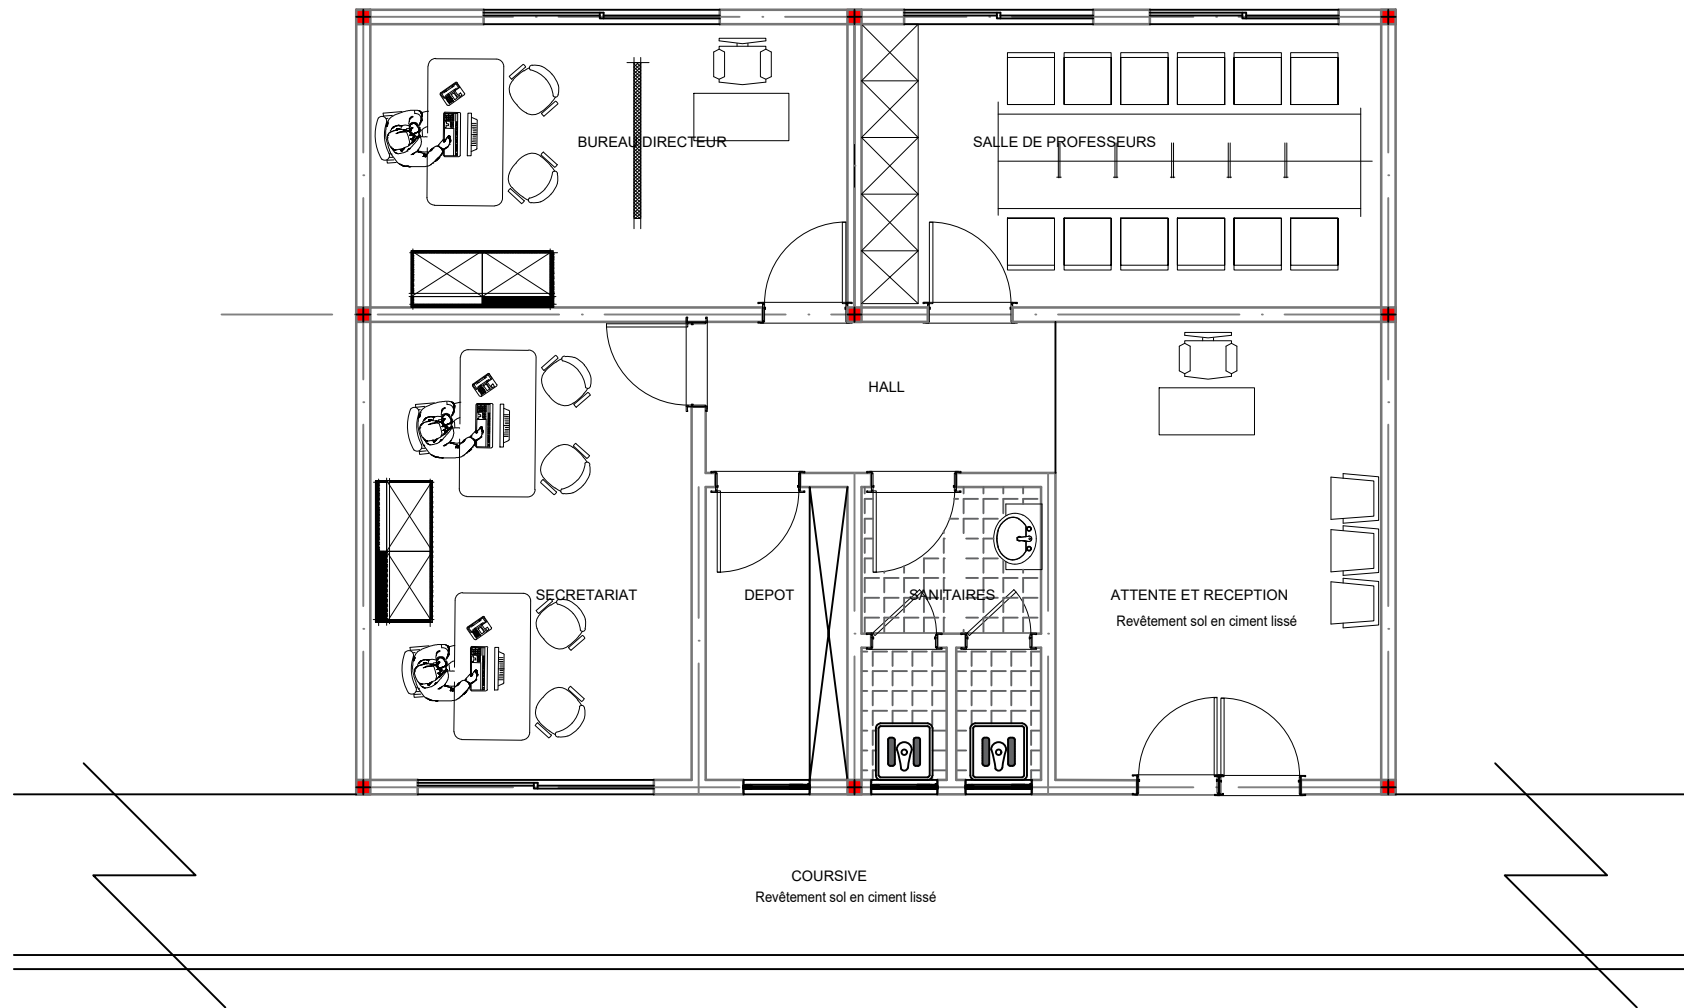 BUREAU DIRECTEUR
SALLE DE PROFESSEURS
HALL
SECRETARIAT
DEPOT
SANITAIRES
ATTENTE ET RECEPTION
Revêtement sol en ciment lissé
COURSIVE
Revêtement sol en ciment lissé